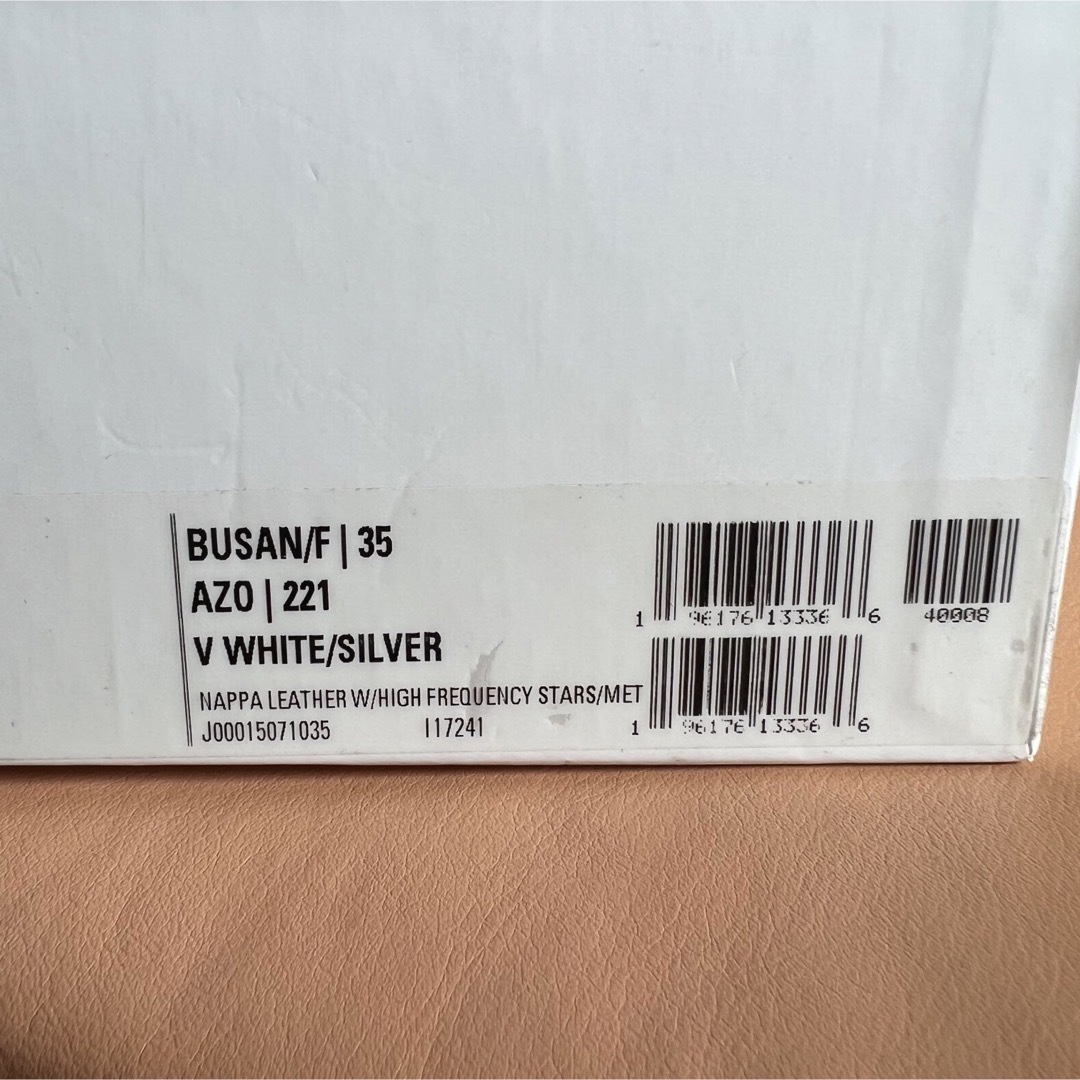 BUSAN/F | 35
AZO | 221
V WHITE/SILVER
NAPPA LEATHER W/HIGH FREQUENCY STARS/MET
J00015071035 I17241
1 96176 13336 6
40008
1 96176 13336 6